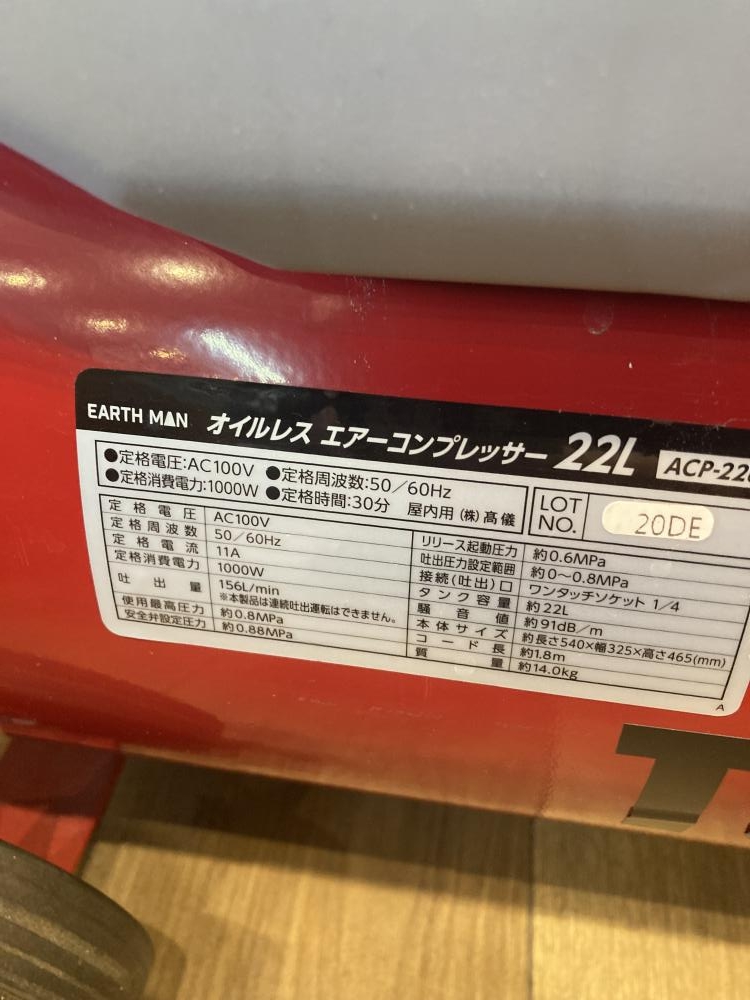 EARTH MAN オイルレス エアーコンプレッサー 22L ACP-22
●定格電圧:AC100V ●定格周波数:50/60Hz
●定格消費電力:1000W ●定格時間:30分 屋内用 (株)髙儀
LOT NO. 20DE
定格電圧 AC100V
定格周波数 50/60Hz
定格電流 11A
定格消費電力 1000W
吐出量 156L/min
※本製品は連続吐出運転はできません。
使用最高圧力 約0.8MPa
安全弁設定圧力 約0.88MPa
リリース起動圧力 約0.6MPa
吐出圧力設定範囲 約0〜0.8MPa
接続(吐出)口 ワンタッチソケット 1/4
タンク容量 約22L
騒音値 約91dB/m
本体サイズ 約長さ540×幅325×高さ465(mm)
コード長 約1.8m
質量 約14.0kg
A